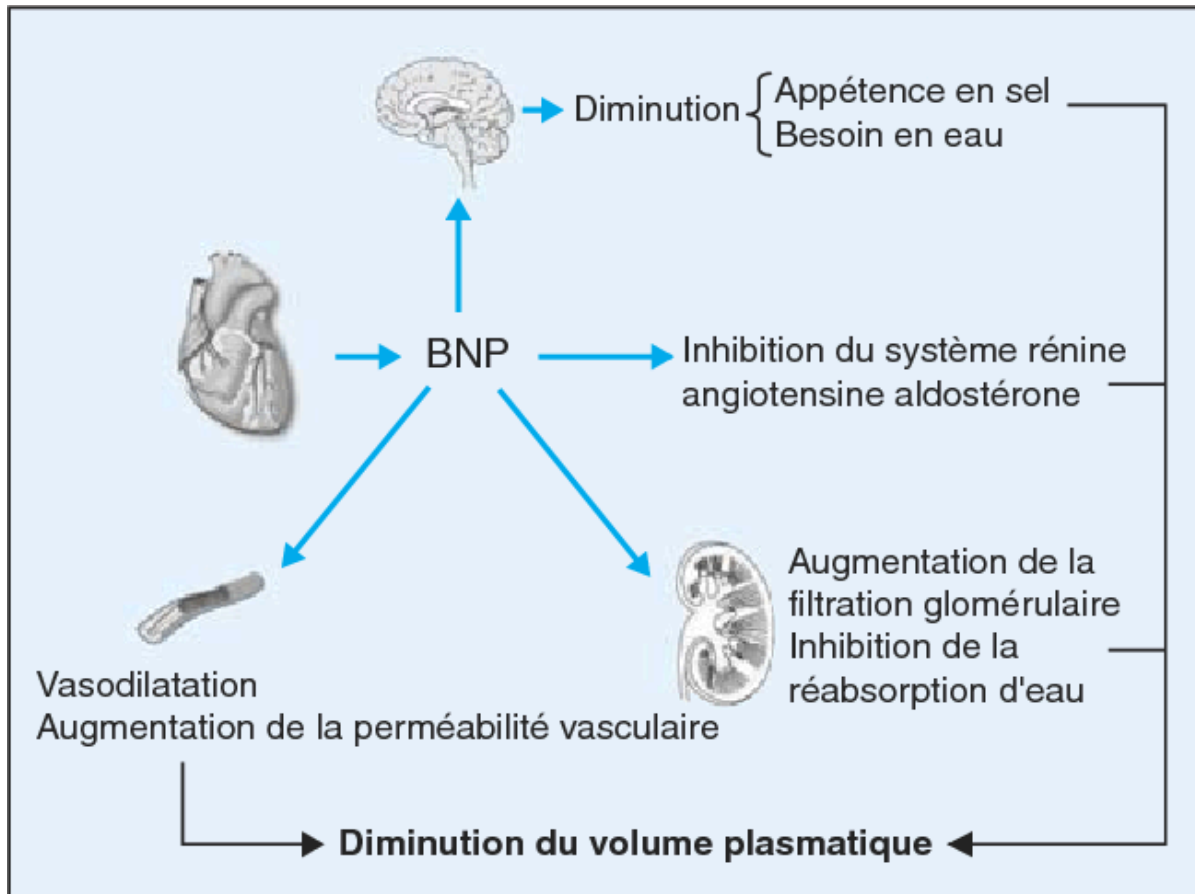 Diminution
Appétence en sel
Besoin en eau
BNP
Inhibition du système rénine
angiotensine aldostérone
Augmentation de la
filtration glomérulaire
Inhibition de la
réabsorption d'eau
Vasodilatation
Augmentation de la perméabilité vasculaire
Diminution du volume plasmatique